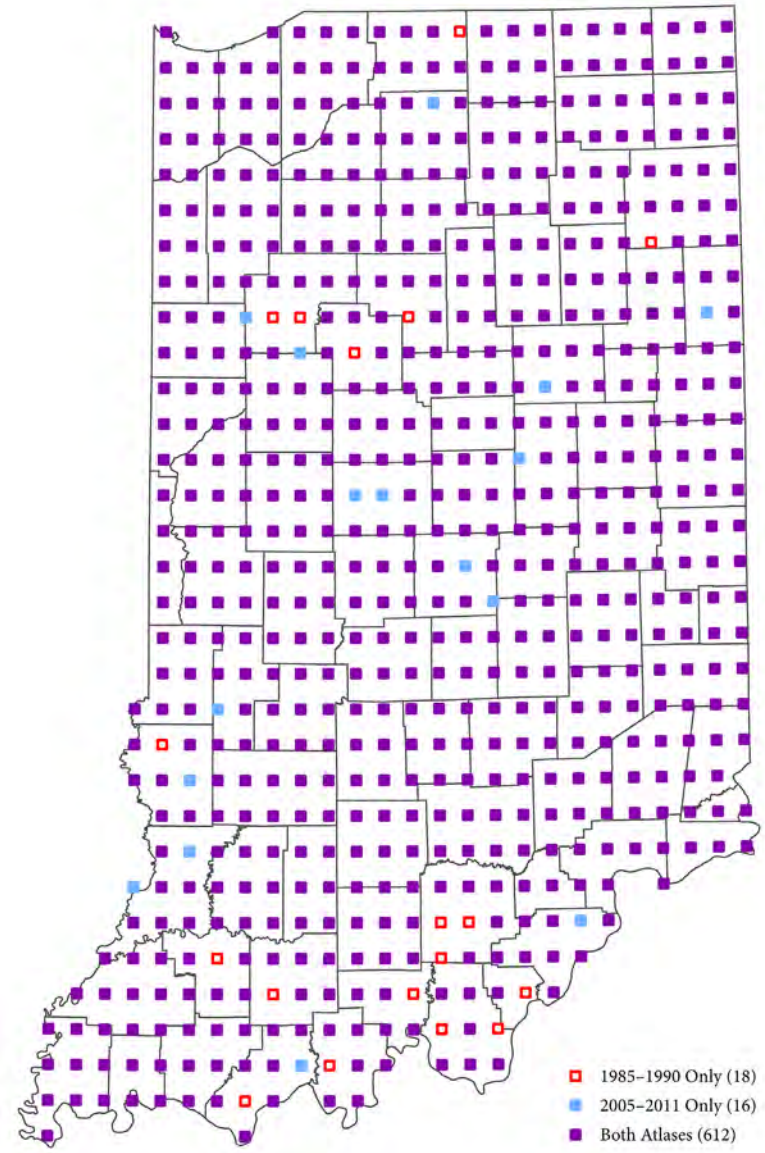 1985–1990 Only (18)
2005–2011 Only (16)
Both Atlases (612)